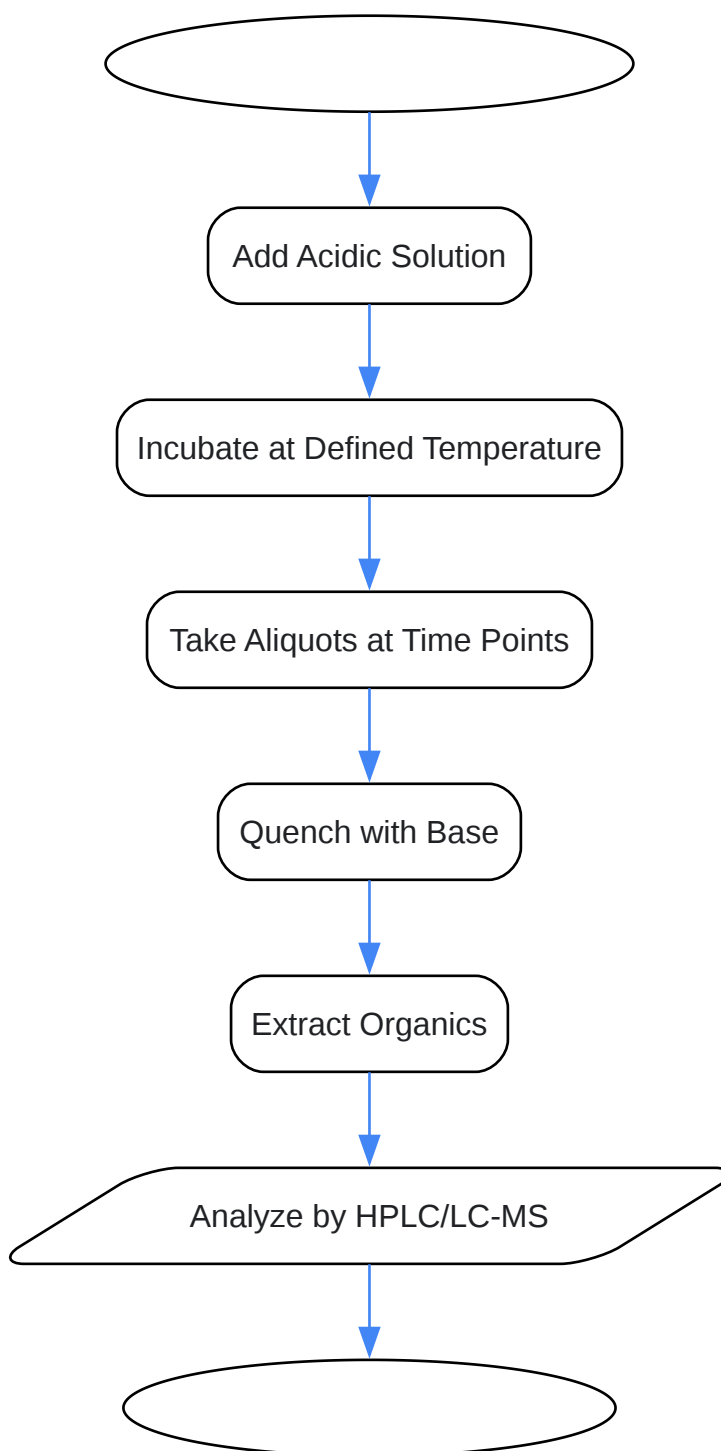 Add Acidic Solution
Incubate at Defined Temperature
Take Aliquots at Time Points
Quench with Base
Extract Organics
Analyze by HPLC/LC-MS